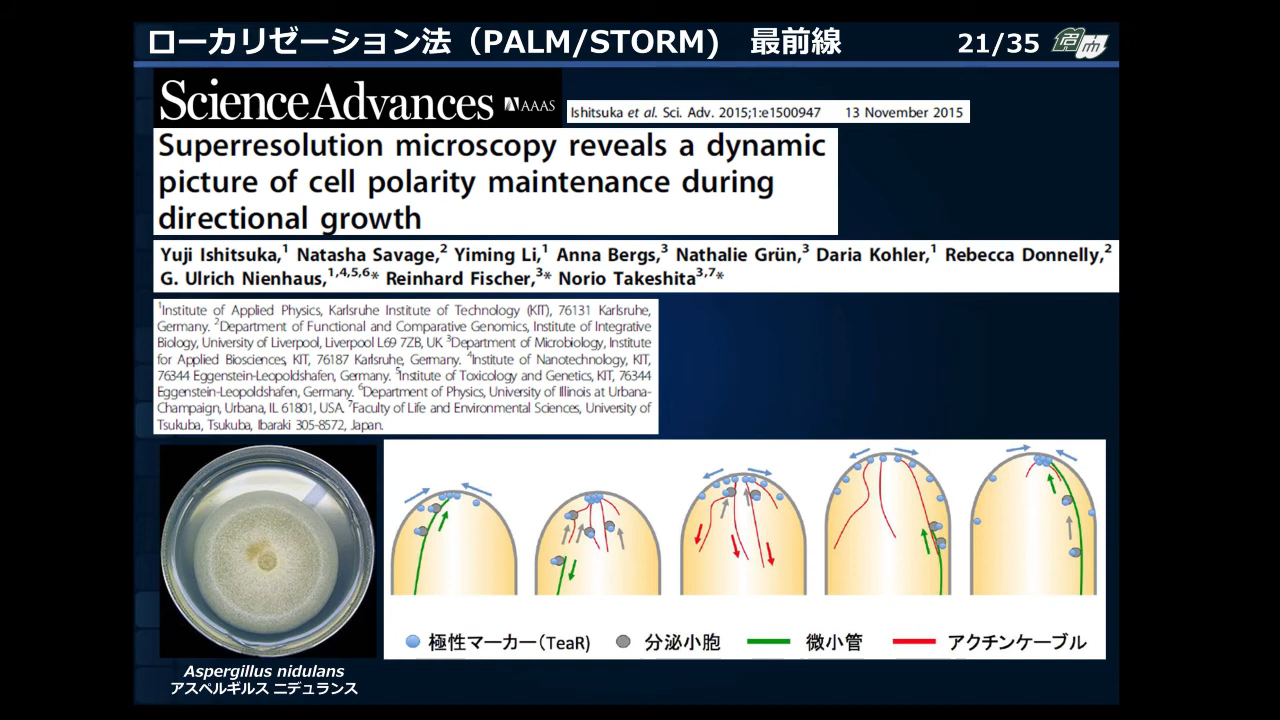 ローカリゼーション法（PALM/STORM） 最前線
21/35
ScienceAdvances
AAAS
Ishitsuka et al. Sci. Adv. 2015;1:e1500947 13 November 2015
Superresolution microscopy reveals a dynamic
picture of cell polarity maintenance during
directional growth
Yuji Ishitsuka,1 Natasha Savage,2 Yiming Li,1 Anna Bergs,3 Nathalie Grün,3 Daria Kohler,1 Rebecca Donnelly,2
G. Ulrich Nienhaus,1,4,5,6* Reinhard Fischer,3* Norio Takeshita3,7*
1Institute of Applied Physics, Karlsruhe Institute of Technology (KIT), 76131 Karlsruhe,
Germany. 2Department of Functional and Comparative Genomics, Institute of Integrative
Biology, University of Liverpool, Liverpool L69 7ZB, UK 3Department of Microbiology, Institute
for Applied Biosciences, KIT, 76187 Karlsruhe, Germany. 4Institute of Nanotechnology, KIT,
76344 Eggenstein-Leopoldshafen, Germany. 5Institute of Toxicology and Genetics, KIT, 76344
Eggenstein-Leopoldshafen, Germany. 6Department of Physics, University of Illinois at Urbana-
Champaign, Urbana, IL 61801, USA. 7Faculty of Life and Environmental Sciences, University of
Tsukuba, Tsukuba, Ibaraki 305-8572, Japan.
極性マーカー（TeaR) 分泌小胞 微小管 アクチンケーブル
Aspergillus nidulans
アスペルギルス ニデュランス